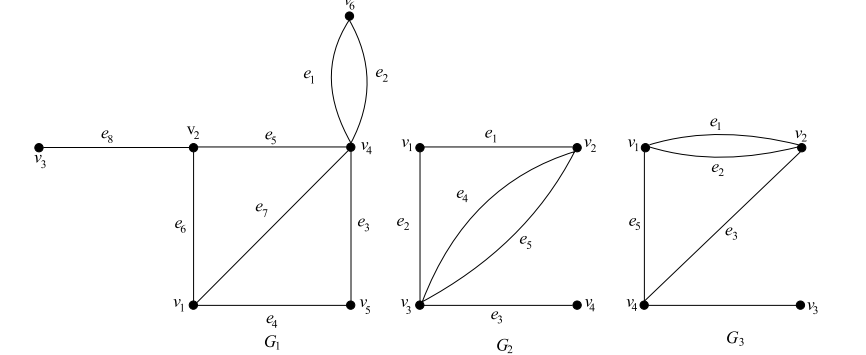 v₆
e₁ e₂
e₈ v₂ e₅ v₄ v₃
e₆ e₇ e₃
v₁ e₄ v₅
G₁
v₁ e₁ v₂
e₂ e₄ e₅
v₃ e₃ v₄
G₂
v₁ e₁ v₂
e₂
e₅ e₃
v₄ v₃
G₃